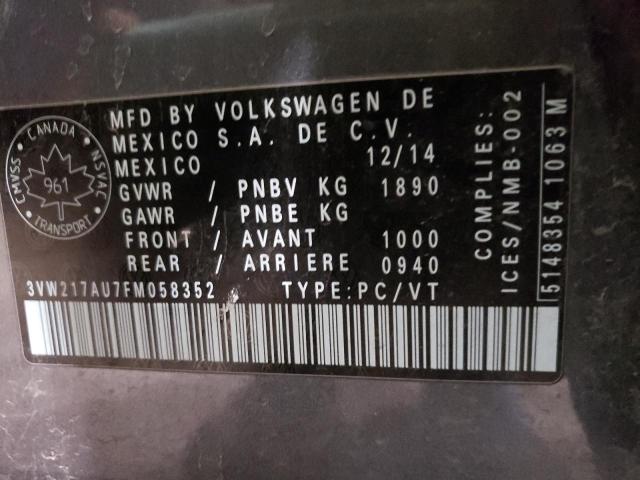 MFD BY VOLKSWAGEN DE
MEXICO S.A. DE C.V.
MEXICO 12/14
GVWR / PNBV KG 1890
GAWR / PNBE KG
FRONT / AVANT 1000
REAR / ARRIERE 0940
3VW217AU7FM058352 TYPE:PC/VT
CANADA
CMVSS
NSVAC
961
TRANSPORT
COMPLIES:
ICES/NMB-002
5148354 1063 M